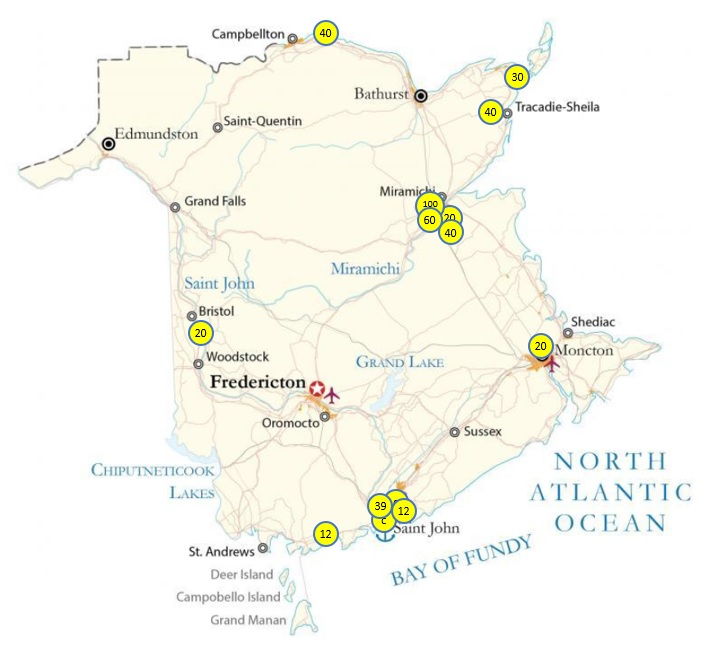 Campbellton
40
30
Bathurst
40
Tracadie-Sheila
Saint-Quentin
Edmundston
Miramichi
Grand Falls
100
60
20
40
Miramichi
Saint John
Bristol
20
Shediac
20
Moncton
Woodstock
GRAND LAKE
Fredericton
Oromocto
Sussex
CHIPUTNETICOOK
LAKES
NORTH
ATLANTIC
OCEAN
39
12
Saint John
12
St. Andrews
BAY OF FUNDY
Deer Island
Campobello Island
Grand Manan